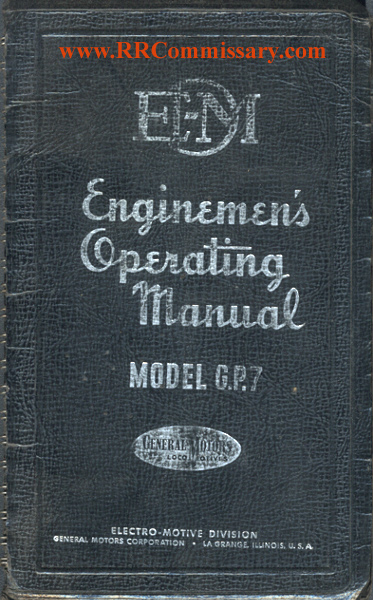 www.RRCommissary.com
EMD
Enginemen's
Operating
Manual
MODEL G.P.7
GENERAL MOTORS
LOCOMOTIVES
ELECTRO-MOTIVE DIVISION
GENERAL MOTORS CORPORATION • LA GRANGE, ILLINOIS, U. S. A.